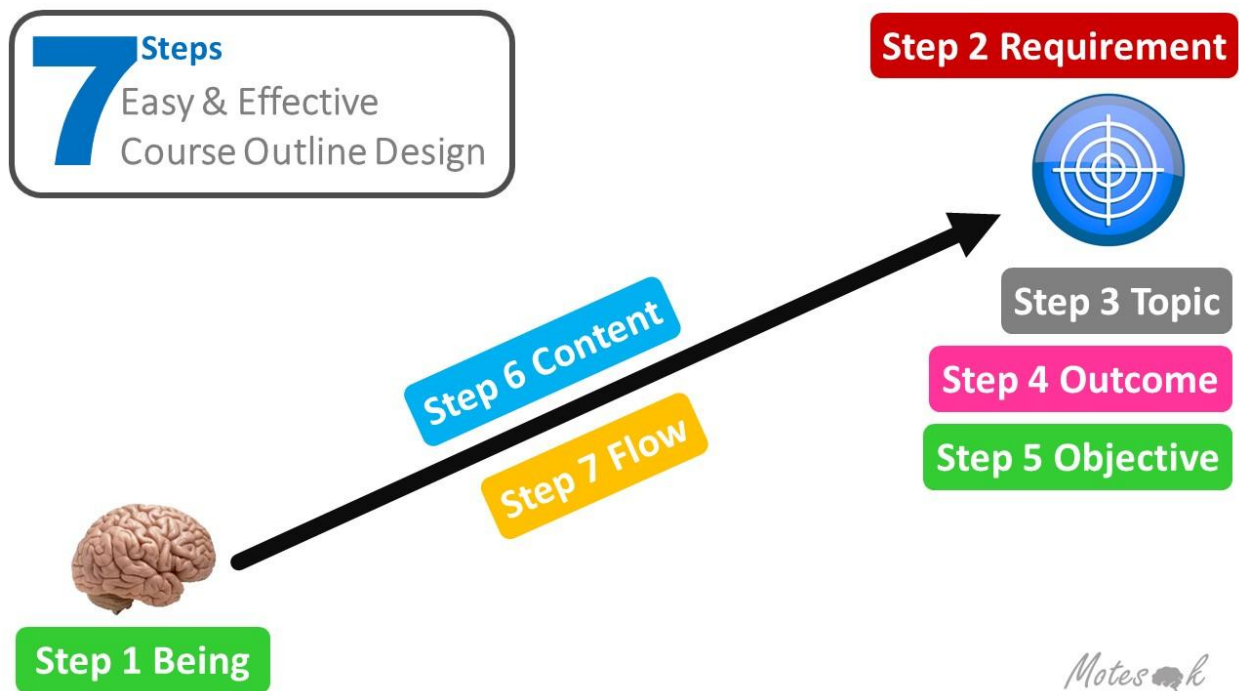 7 Steps
Easy & Effective
Course Outline Design
Step 2 Requirement
Step 3 Topic
Step 4 Outcome
Step 5 Objective
Step 6 Content
Step 7 Flow
Step 1 Being
Motes k